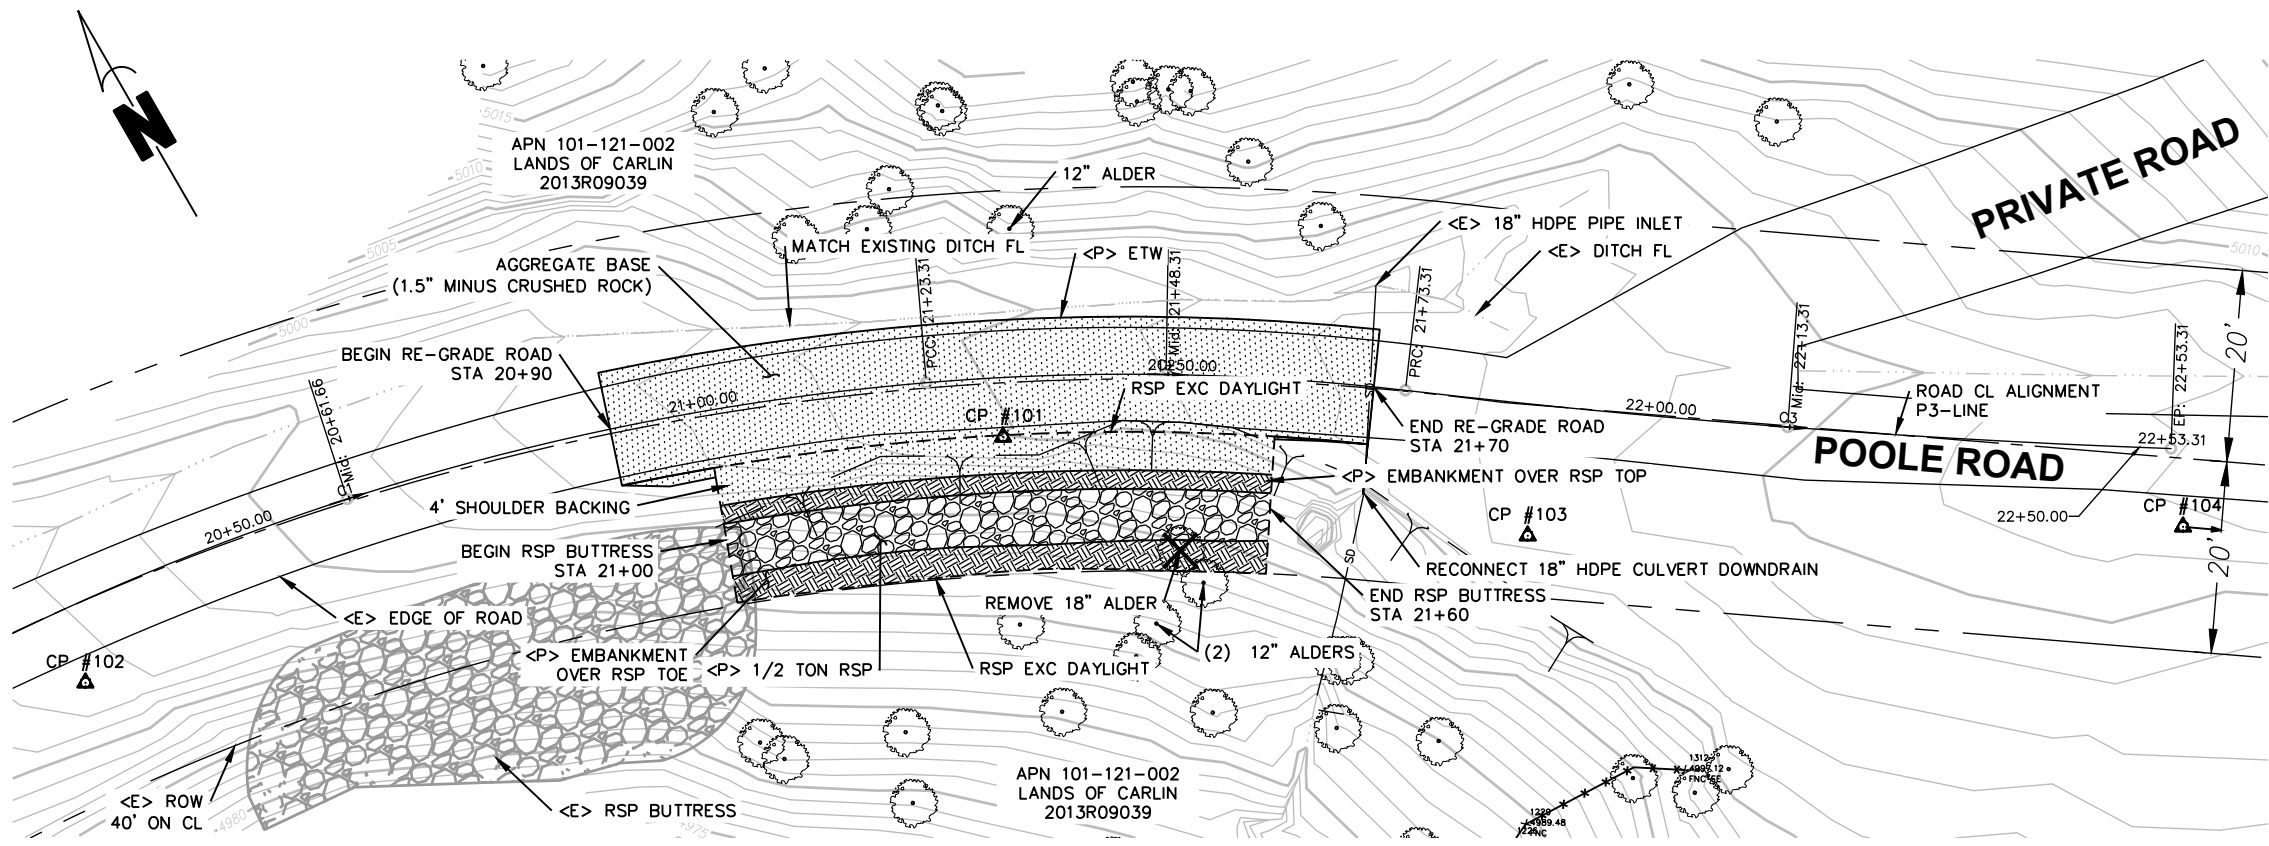 N
5015
5010
5005
5000
APN 101-121-002
LANDS OF CARLIN
2013R09039
12" ALDER
MATCH EXISTING DITCH FL
<P> ETW
<E> 18" HDPE PIPE INLET
<E> DITCH FL
PRIVATE ROAD
5010
AGGREGATE BASE
(1.5" MINUS CRUSHED ROCK)
PCC: 21+23.31
Mid: 21+48.31
PRC: 21+73.31
Mid: 22+13.31
EP: 22+53.31
20'
BEGIN RE-GRADE ROAD
STA 20+90
Mid: 20+61.66
21+00.00
RSP EXC DAYLIGHT
CP #101
SD
22+00.00
ROAD CL ALIGNMENT
P3-LINE
END RE-GRADE ROAD
STA 21+70
22+53.31
POOLE ROAD
<P> EMBANKMENT OVER RSP TOP
4' SHOULDER BACKING
20+50.00
CP #103
22+50.00
CP #104
20'
BEGIN RSP BUTTRESS
STA 21+00
SD
RECONNECT 18" HDPE CULVERT DOWNDRAIN
REMOVE 18" ALDER
END RSP BUTTRESS
STA 21+60
<E> EDGE OF ROAD
CP #102
<P> EMBANKMENT
OVER RSP TOE
<P> 1/2 TON RSP
RSP EXC DAYLIGHT
(2) 12" ALDERS
APN 101-121-002
LANDS OF CARLIN
2013R09039
<E> ROW
40' ON CL
4980
<E> RSP BUTTRESS
4975
1312
4989.48